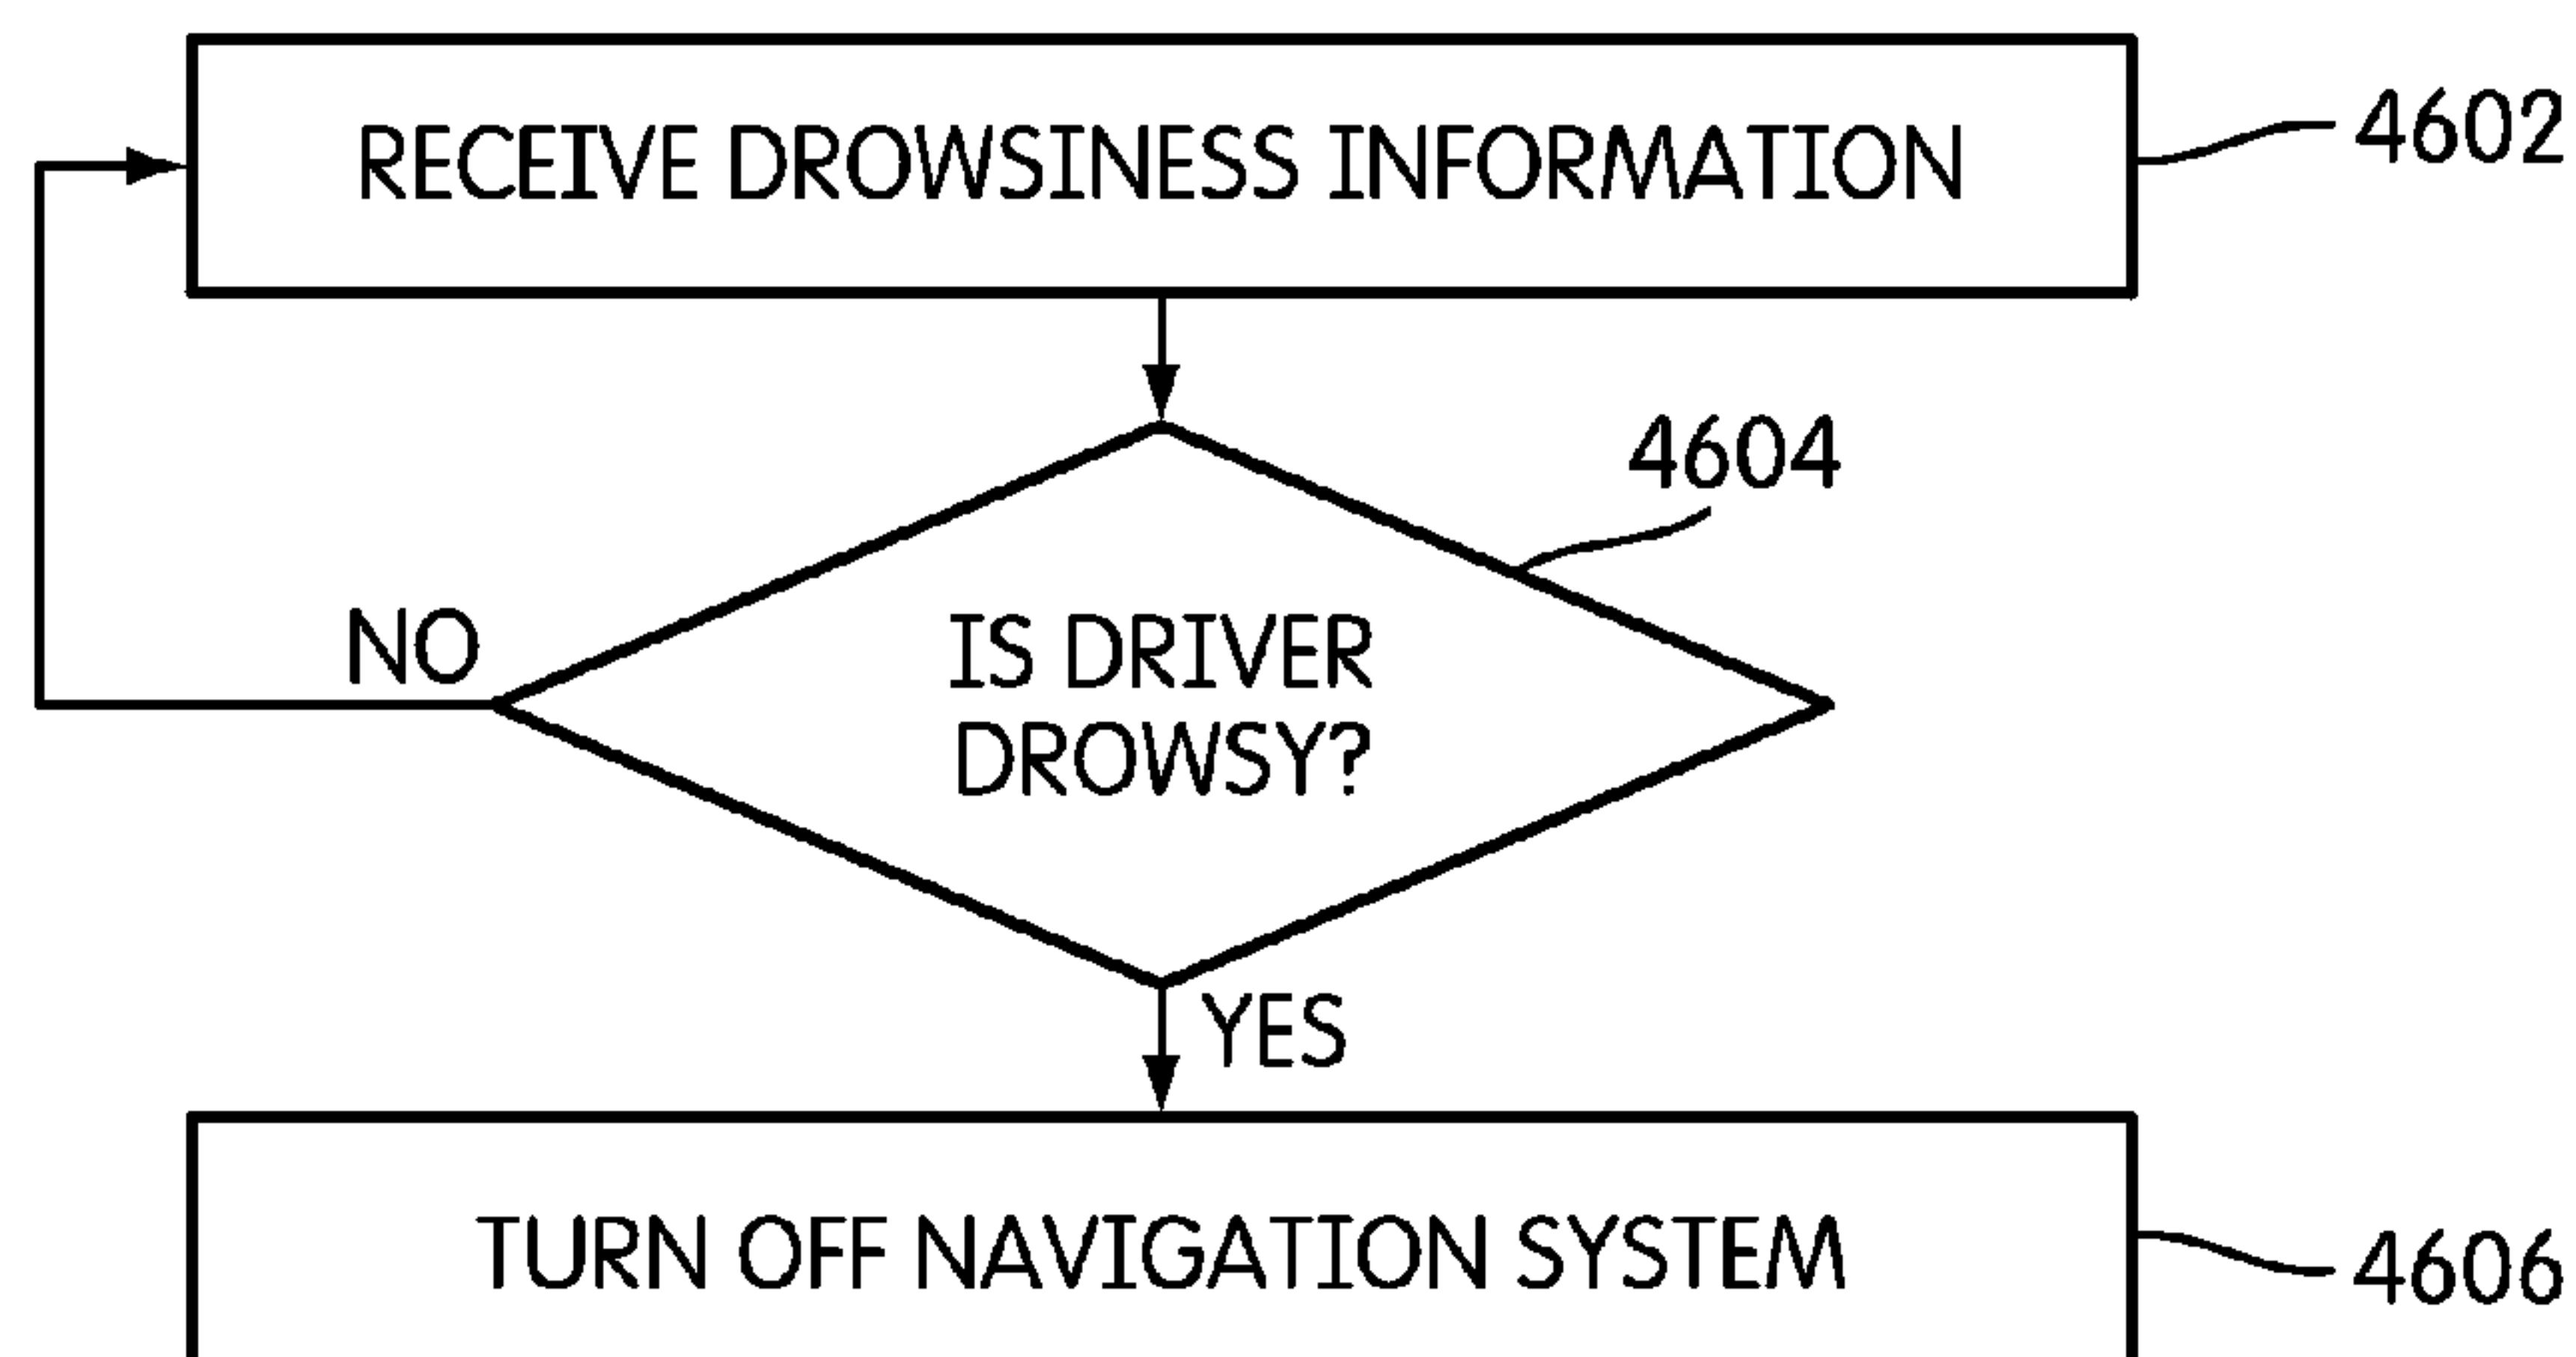 RECEIVE DROWSINESS INFORMATION
4602
4604
IS DRIVER
DROWSY?
NO
YES
TURN OFF NAVIGATION SYSTEM
4606